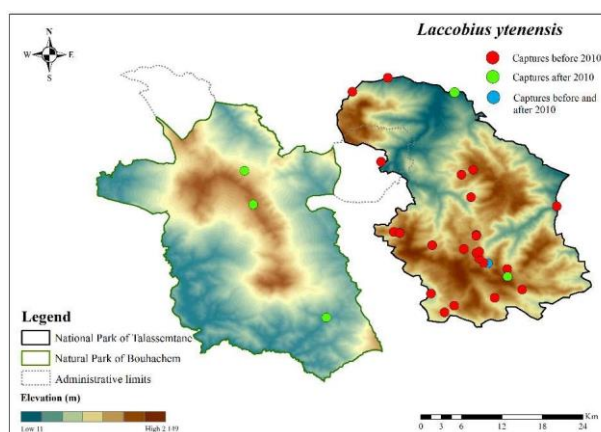 Laccobius ytenensis
N
W E
S
Captures before 2010
Captures after 2010
Captures before and
after 2010
Legend
National Park of Talassemtane
Natural Park of Bouhachem
Administrative limits
Elevation (m)
Low 11 High 2 149
Km
0 3 6 12 18 24